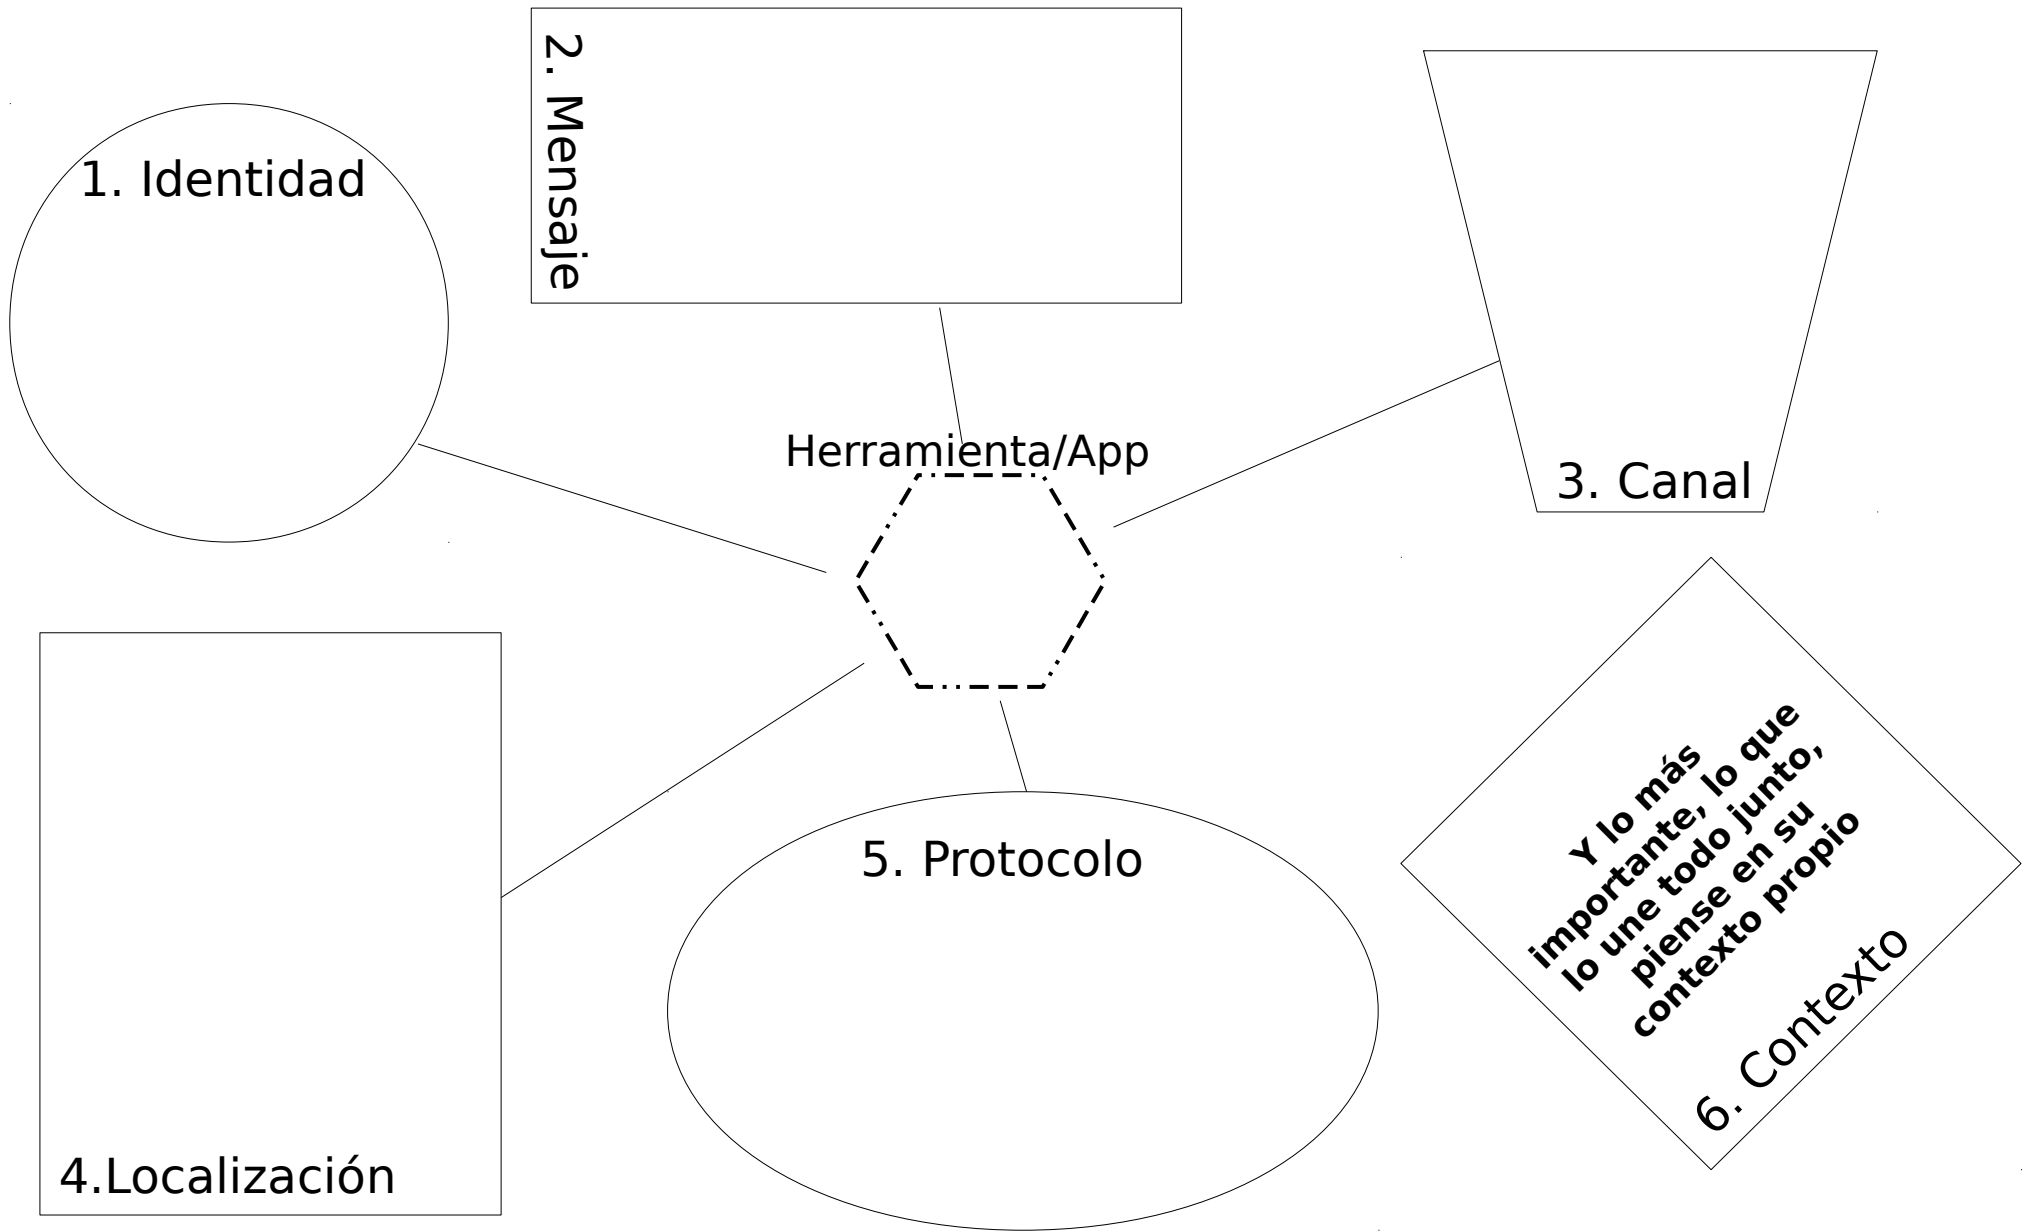 1. Identidad
2. Mensaje
3. Canal
Herramienta/App
4.Localización
5. Protocolo
Y lo más
importante, lo que
lo une todo junto,
piense en su
contexto propio
6. Contexto